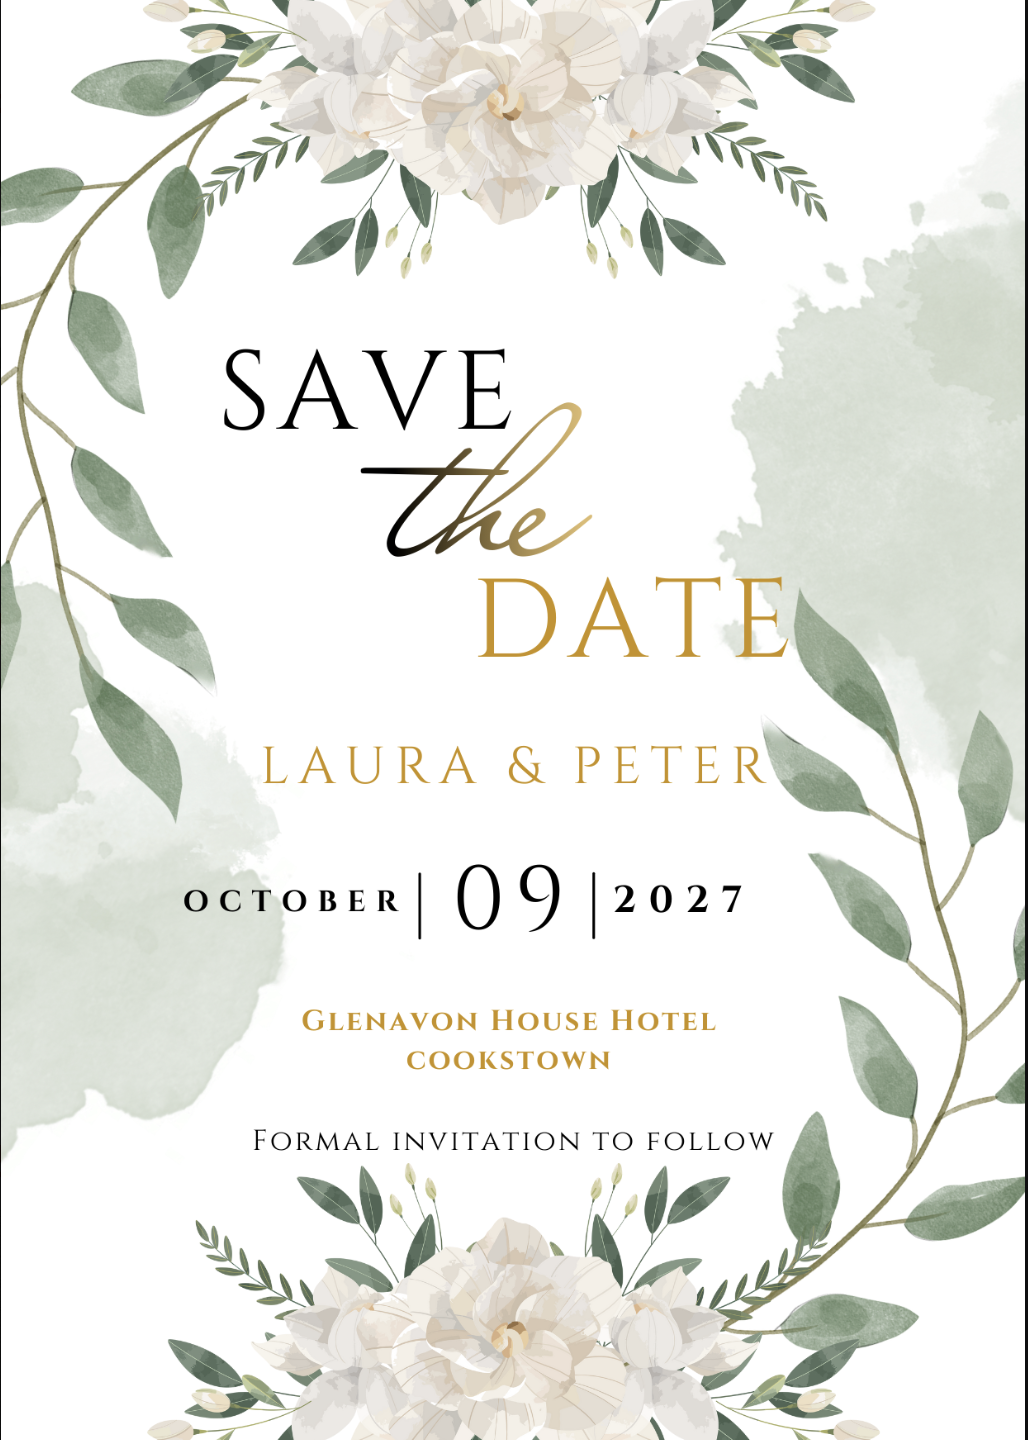 SAVE
the
DATE
LAURA & PETER
OCTOBER | 09 | 2027
Glenavon House Hotel
COOKSTOWN
Formal invitation to follow